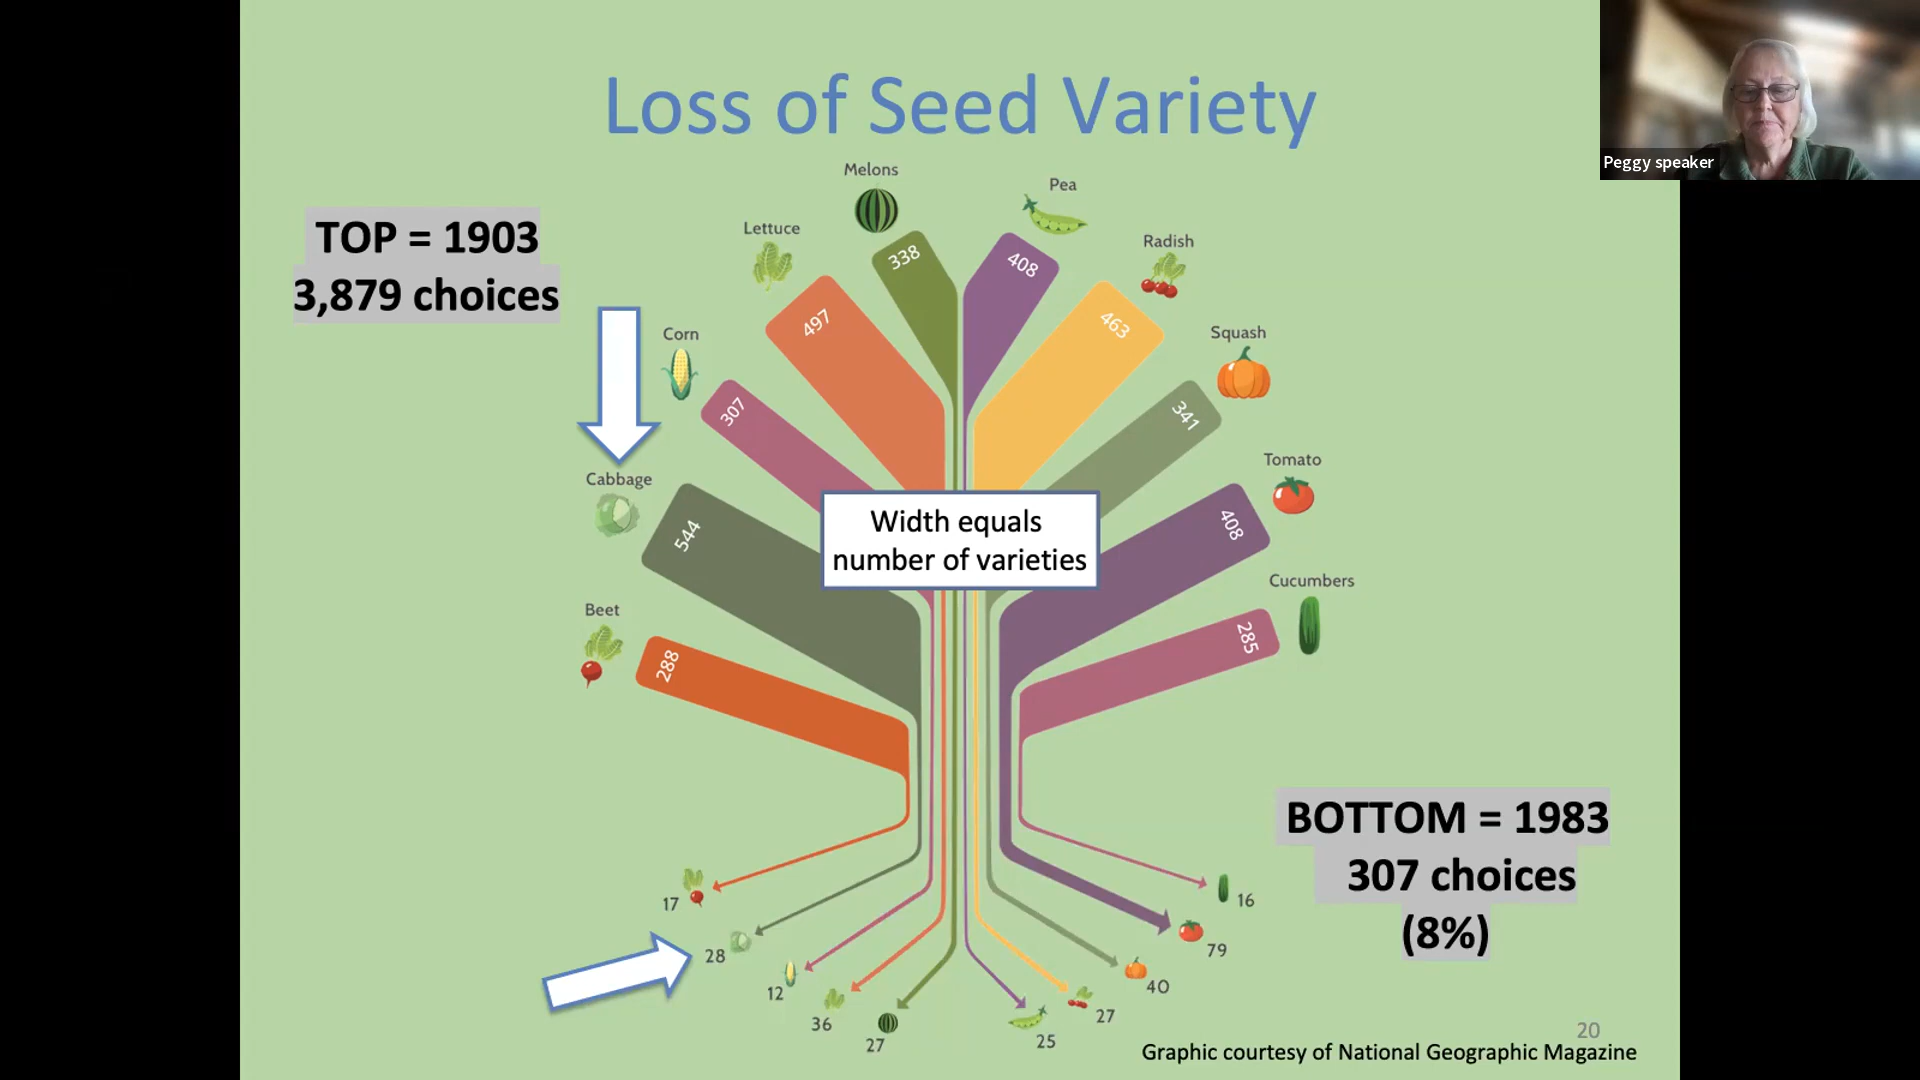 Loss of Seed Variety
Peggy speaker
TOP = 1903
3,879 choices
Melons
Pea
Lettuce
Radish
Corn
Squash
Cabbage
Tomato
Beet
Cucumbers
338
408
497
463
307
341
544
408
288
285
Width equals
number of varieties
BOTTOM = 1983
307 choices
(8%)
17
28
12
36
27
25
27
40
79
16
20
Graphic courtesy of National Geographic Magazine